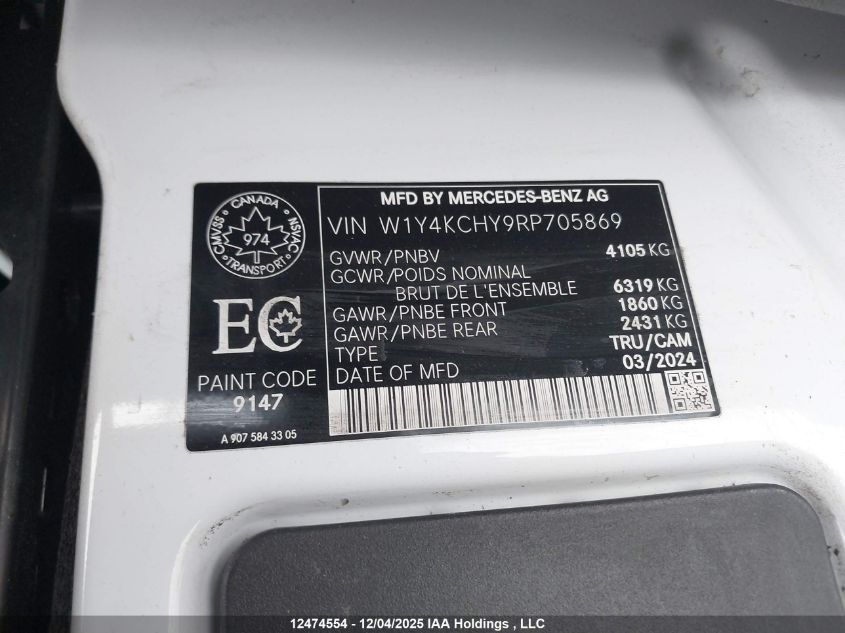 CANADA
CMVSS
NSVAC
974
TRANSPORT
EC
PAINT CODE
9147
A 907 584 33 05
MFD BY MERCEDES-BENZ AG
VIN W1Y4KCHY9RP705869
GVWR/PNBV 4105 KG
GCWR/POIDS NOMINAL
BRUT DE L'ENSEMBLE 6319 KG
GAWR/PNBE FRONT 1860 KG
GAWR/PNBE REAR 2431 KG
TYPE TRU/CAM
DATE OF MFD 03/2024
12474554 - 12/04/2025 IAA Holdings , LLC